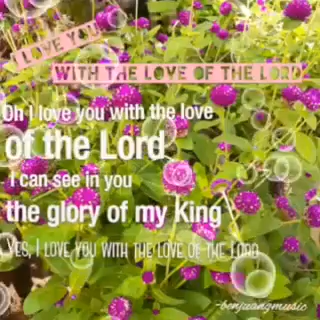 I LOVE YOU
WITH THE LOVE OF THE LORD
Oh I love you with the love
of the Lord
I can see in you
the glory of my King
YES, I LOVE YOU WITH THE LOVE OF THE LORD
-benjuanzmusic